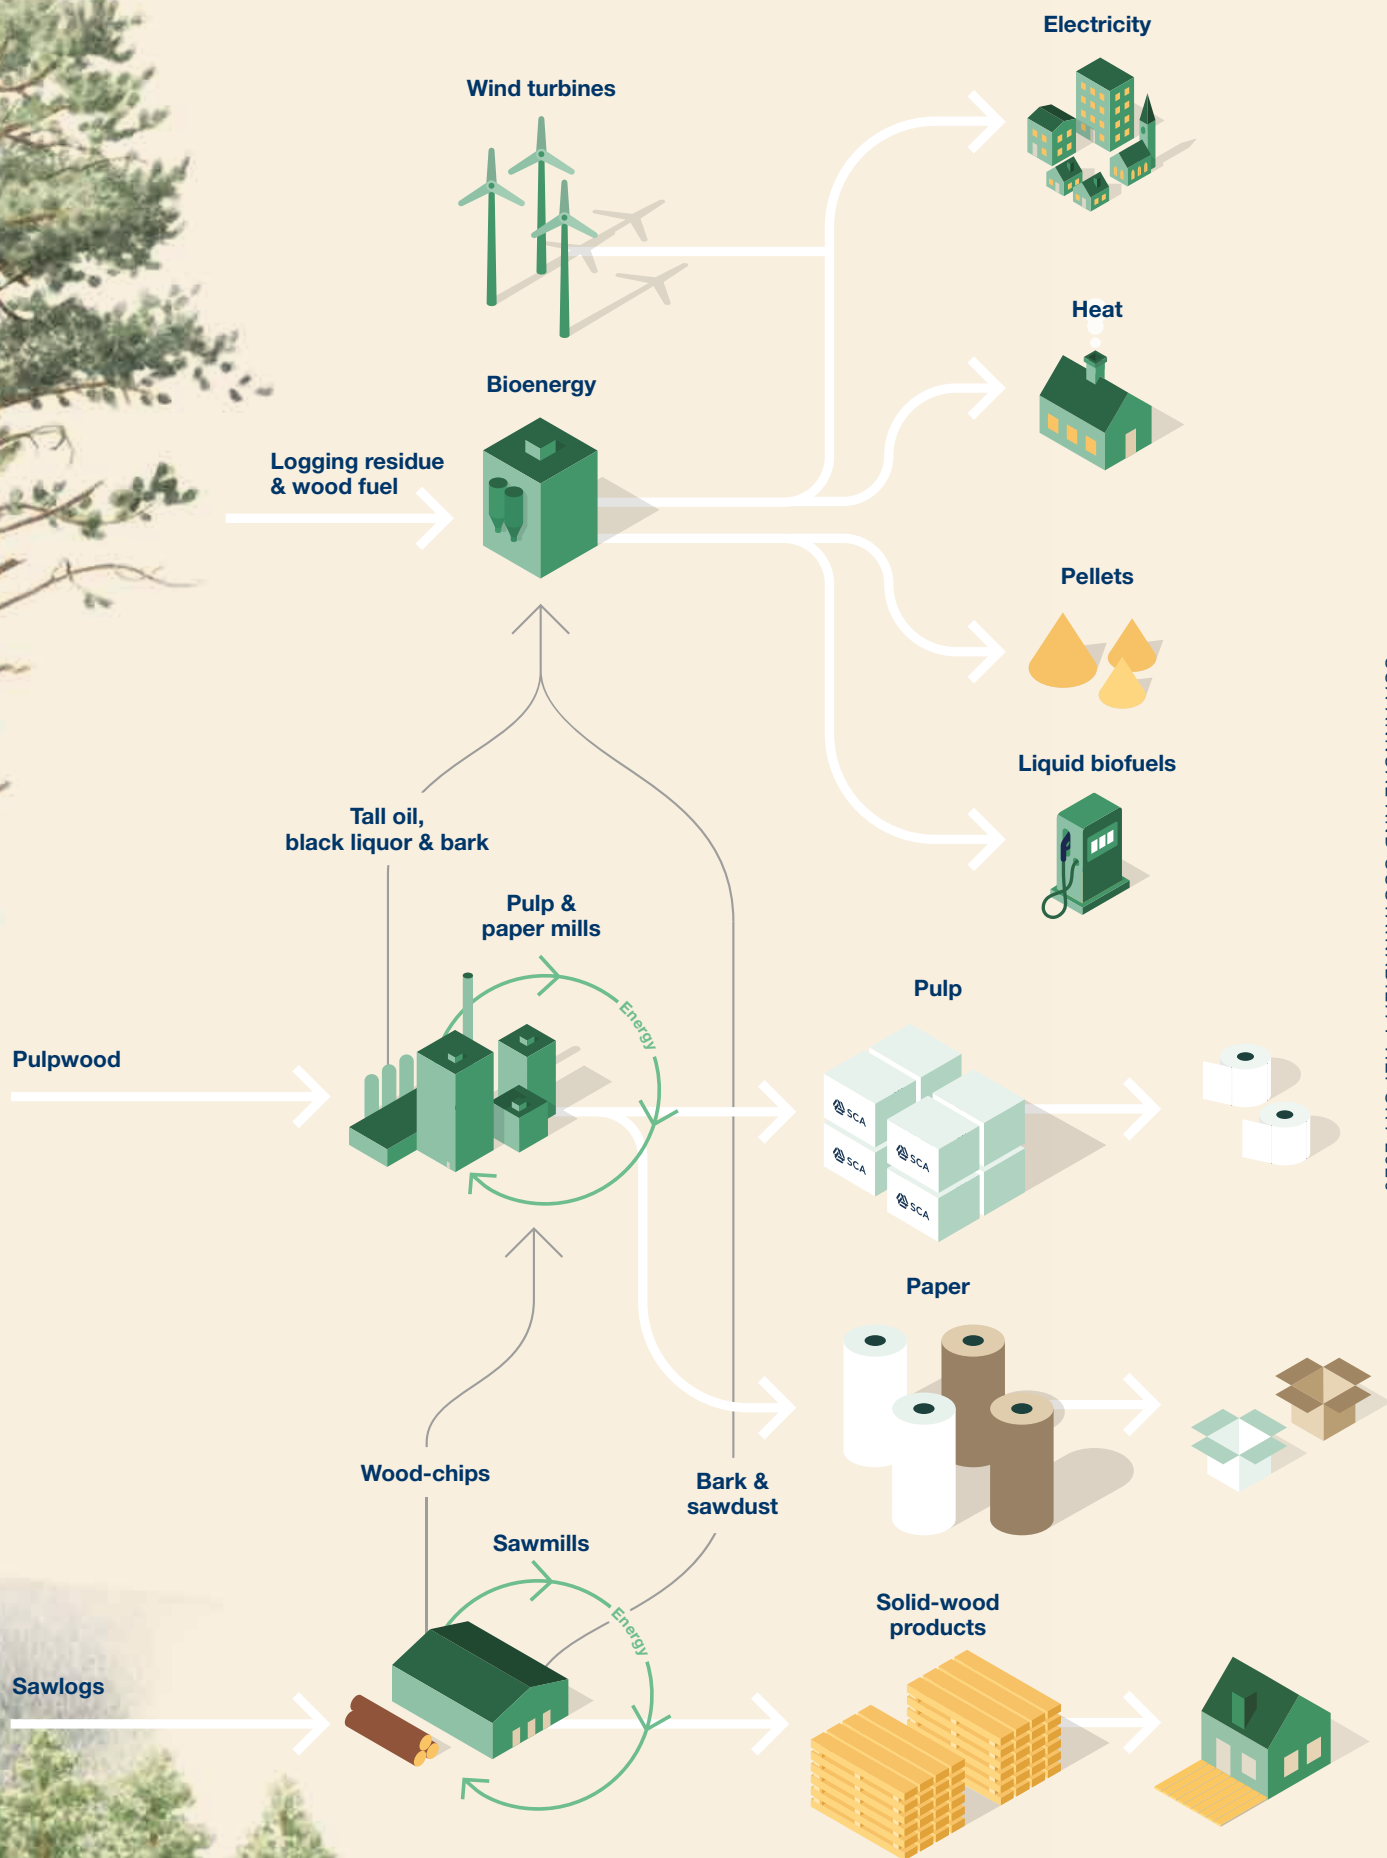 Electricity
Wind turbines
Heat
Bioenergy
Logging residue
& wood fuel
Pellets
Liquid biofuels
Tall oil,
black liquor & bark
Pulp &
paper mills
Energy
Pulp
Pulpwood
SCA
SCA
SCA
SCA
Paper
Wood-chips
Bark &
sawdust
Sawmills
Energy
Solid-wood
products
Sawlogs